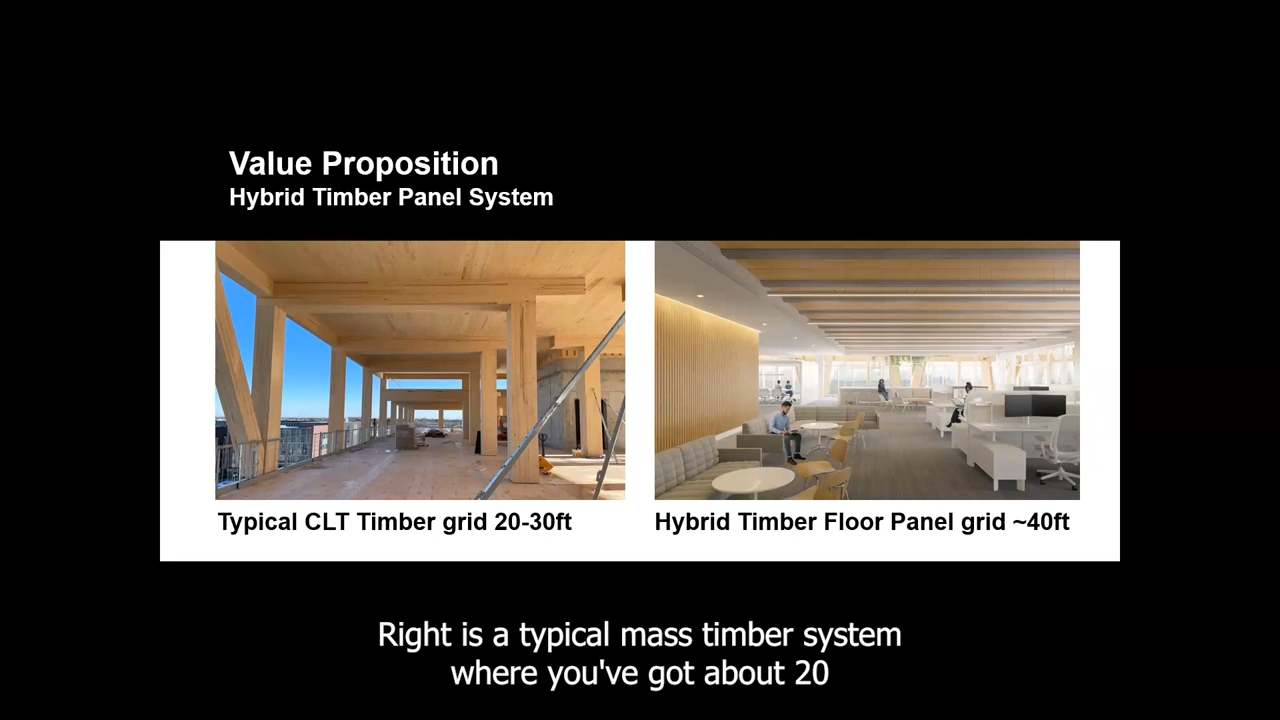 Value Proposition
Hybrid Timber Panel System
Typical CLT Timber grid 20-30ft
Hybrid Timber Floor Panel grid ~40ft
Right is a typical mass timber system
where you've got about 20